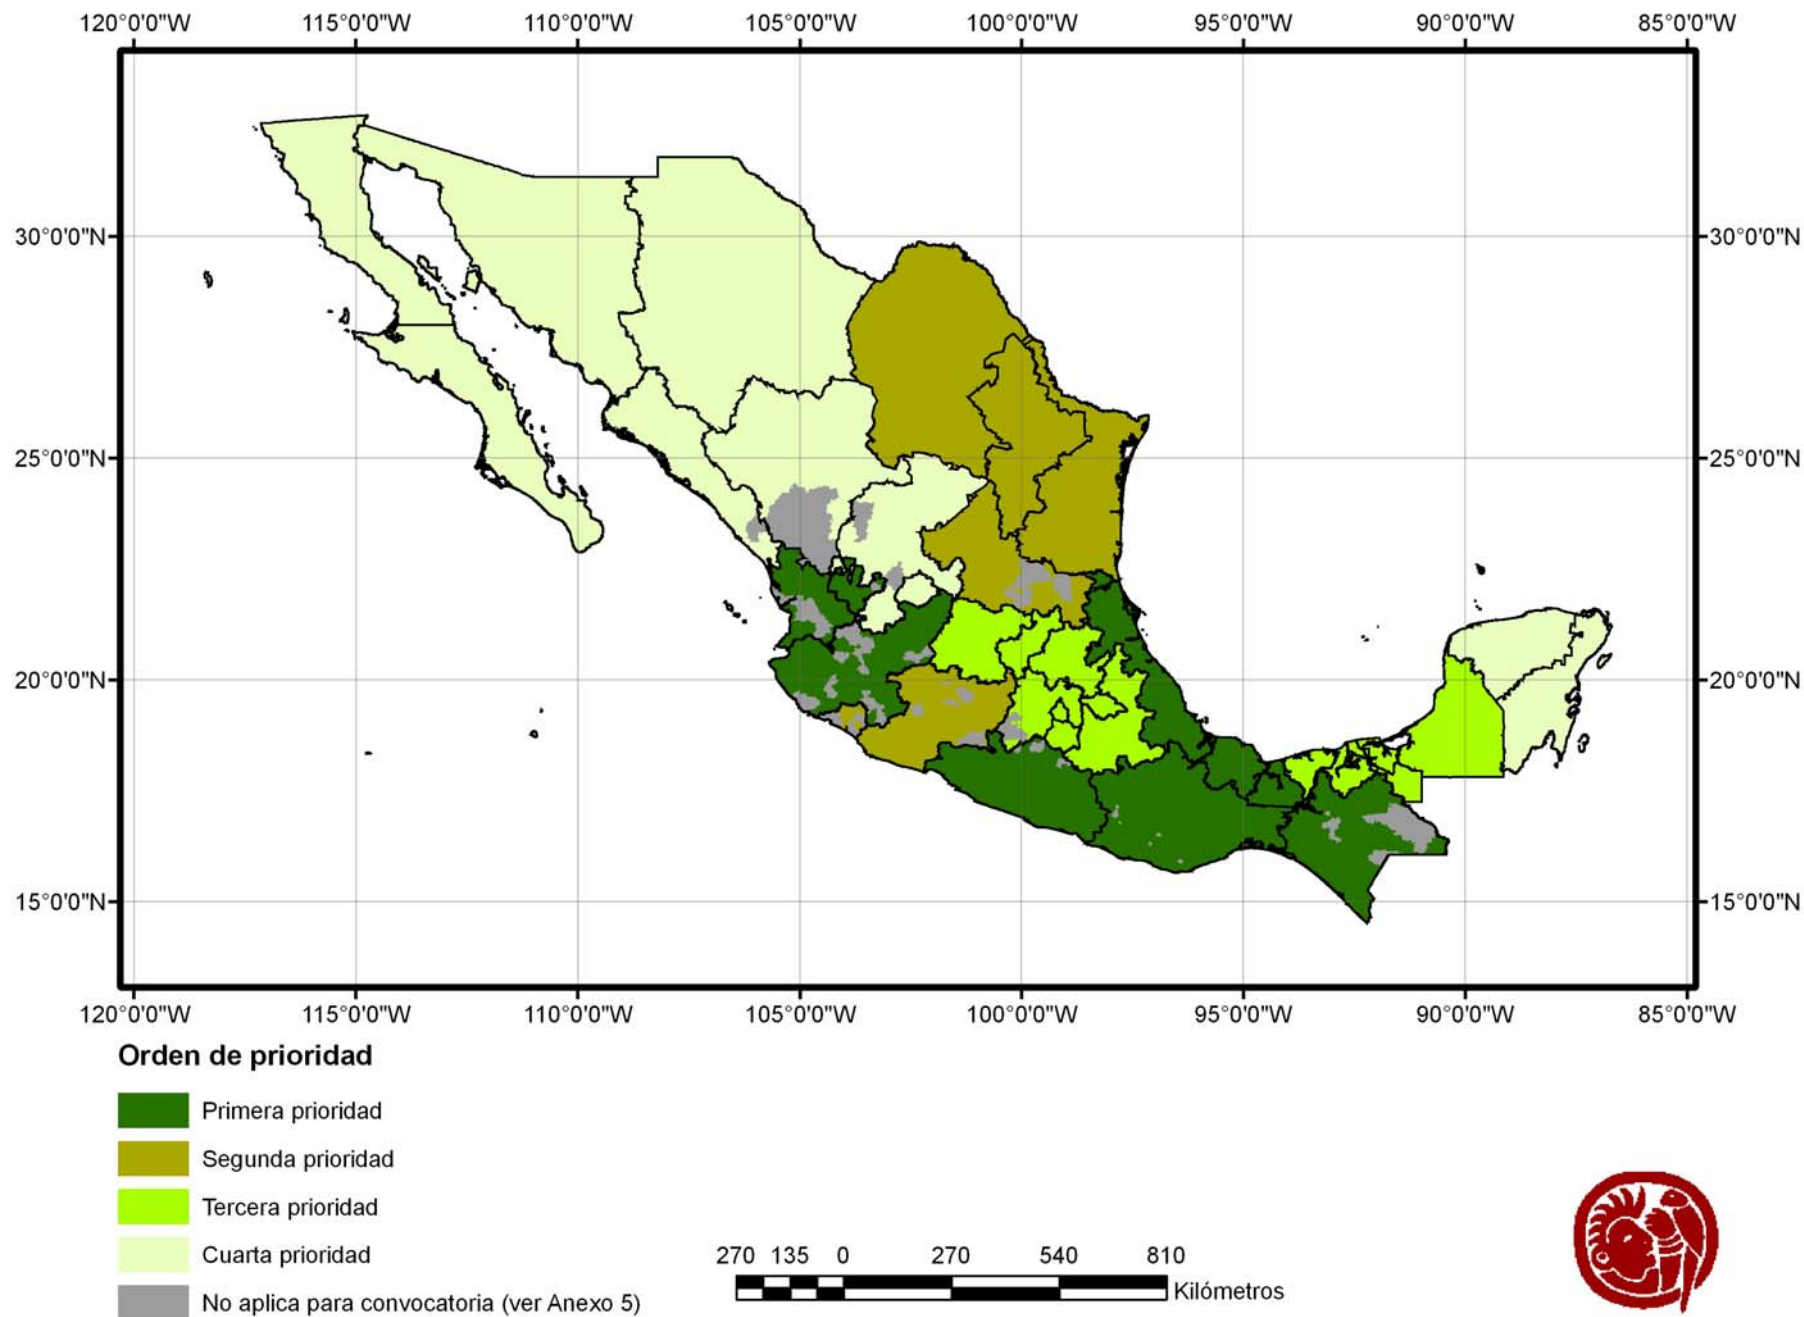 120°0'0"W 115°0'0"W 110°0'0"W 105°0'0"W 100°0'0"W 95°0'0"W 90°0'0"W 85°0'0"W
30°0'0"N 30°0'0"N
25°0'0"N 25°0'0"N
20°0'0"N 20°0'0"N
15°0'0"N 15°0'0"N
120°0'0"W 115°0'0"W 110°0'0"W 105°0'0"W 100°0'0"W 95°0'0"W 90°0'0"W 85°0'0"W
Orden de prioridad
Primera prioridad
Segunda prioridad
Tercera prioridad
Cuarta prioridad
No aplica para convocatoria (ver Anexo 5)
270 135 0 270 540 810
Kilómetros